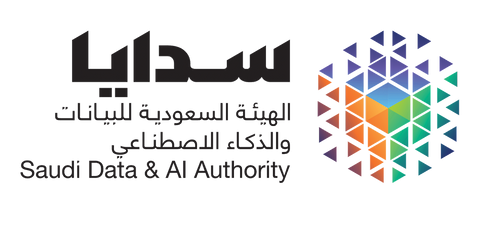 سدايا
الهيئة السعودية للبيانات
والذكاء الاصطناعي
Saudi Data & AI Authority